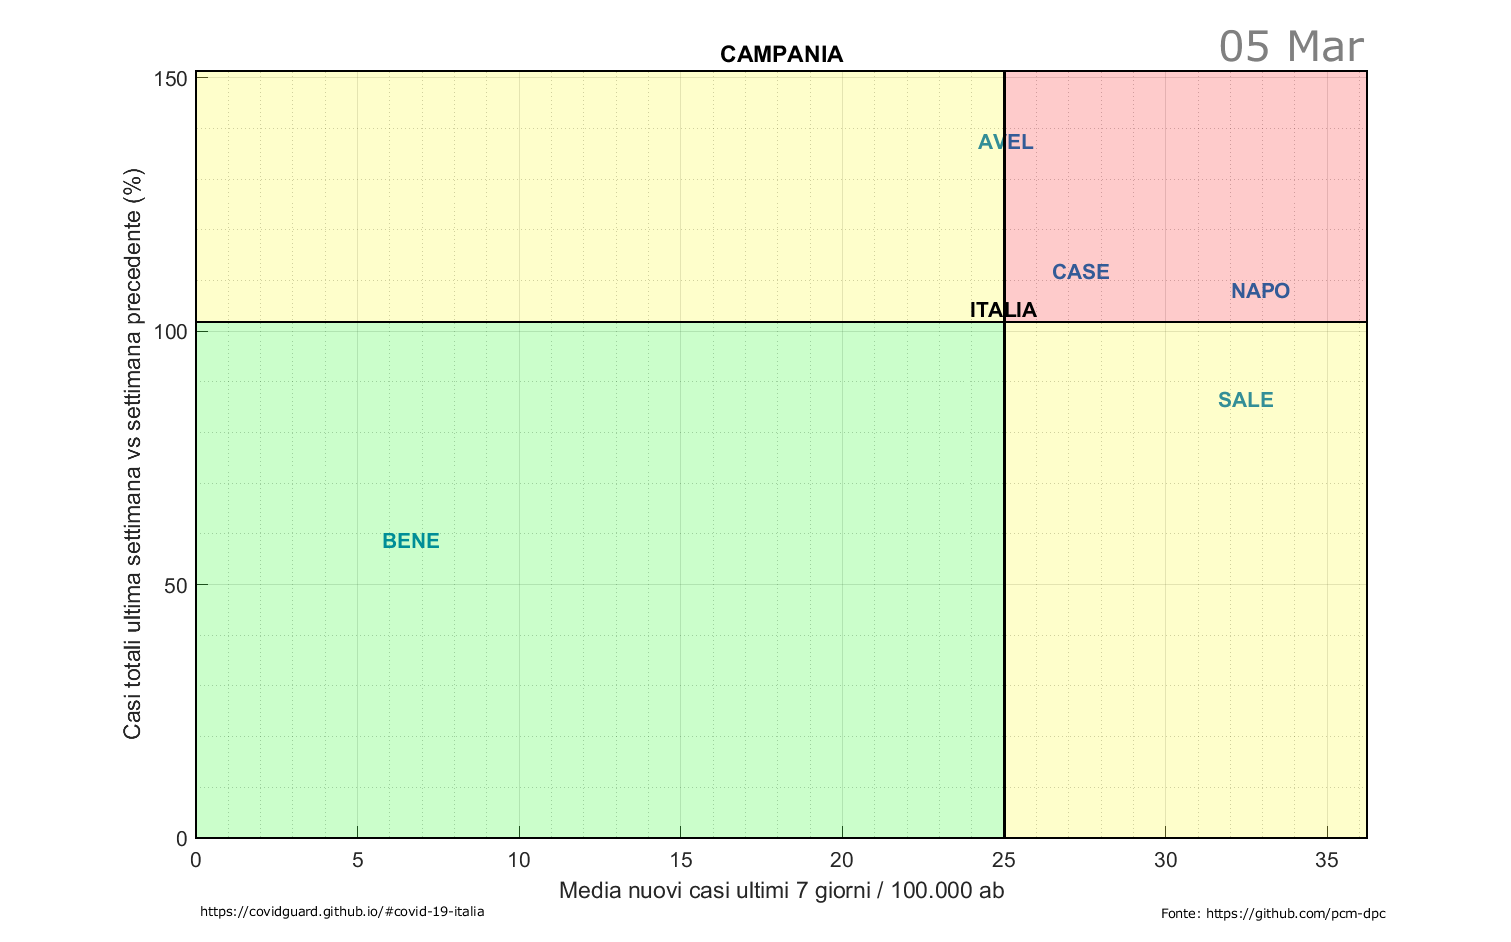 05 Mar
CAMPANIA
Casi totali ultima settimana vs settimana precedente (%)
150
100
50
0
AVEL
CASE
NAPO
ITALIA
SALE
BENE
0 5 10 15 20 25 30 35
Media nuovi casi ultimi 7 giorni / 100.000 ab
https://covidguard.github.io/#covid-19-italia
Fonte: https://github.com/pcm-dpc